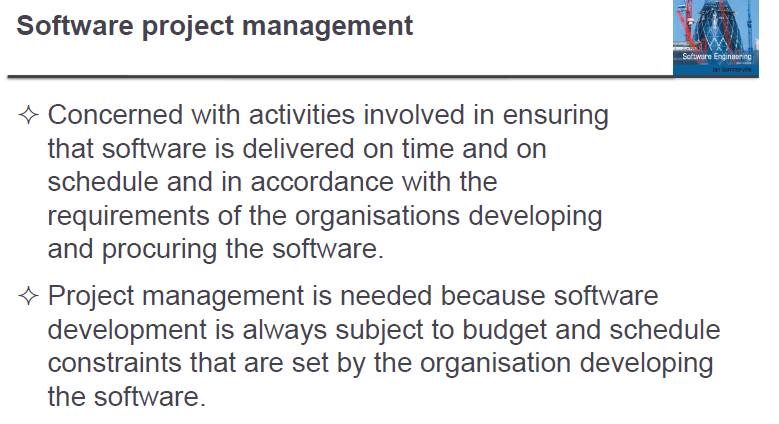 Software project management
Software Engineering
Ian Sommerville
✧ Concerned with activities involved in ensuring
that software is delivered on time and on
schedule and in accordance with the
requirements of the organisations developing
and procuring the software.
✧ Project management is needed because software
development is always subject to budget and schedule
constraints that are set by the organisation developing
the software.